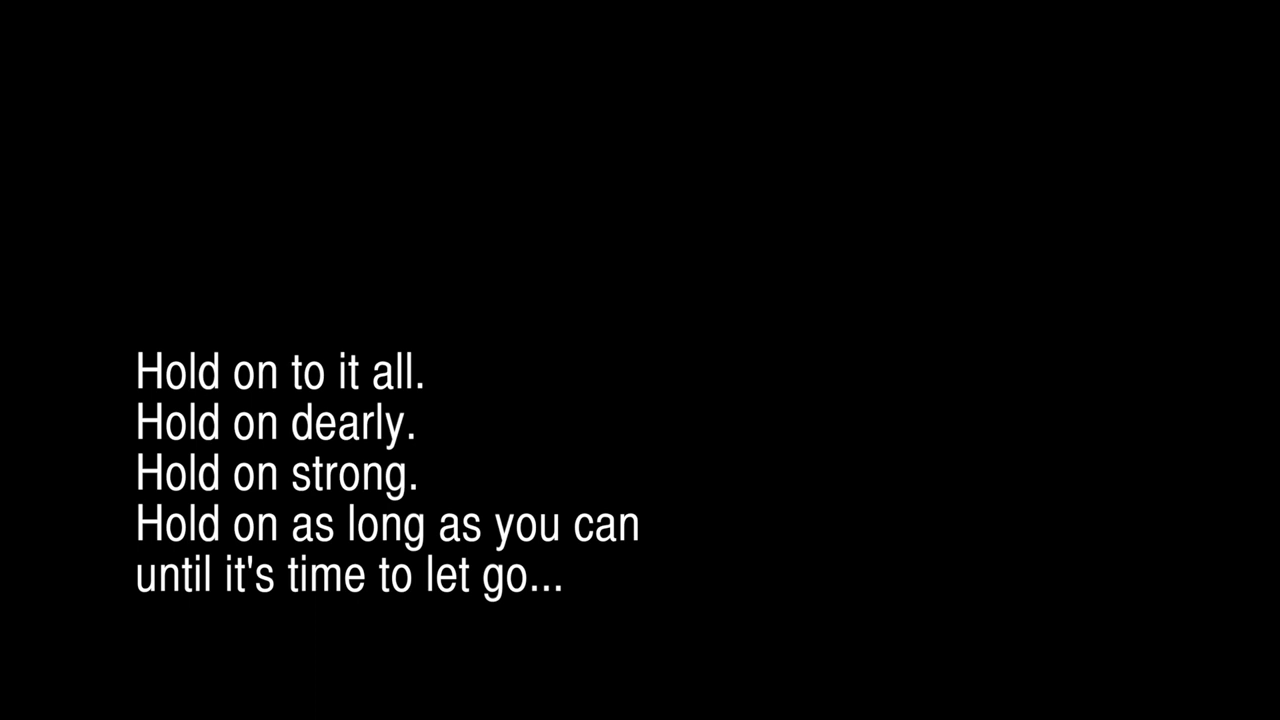 Hold on to it all.
Hold on dearly.
Hold on strong.
Hold on as long as you can
until it's time to let go...